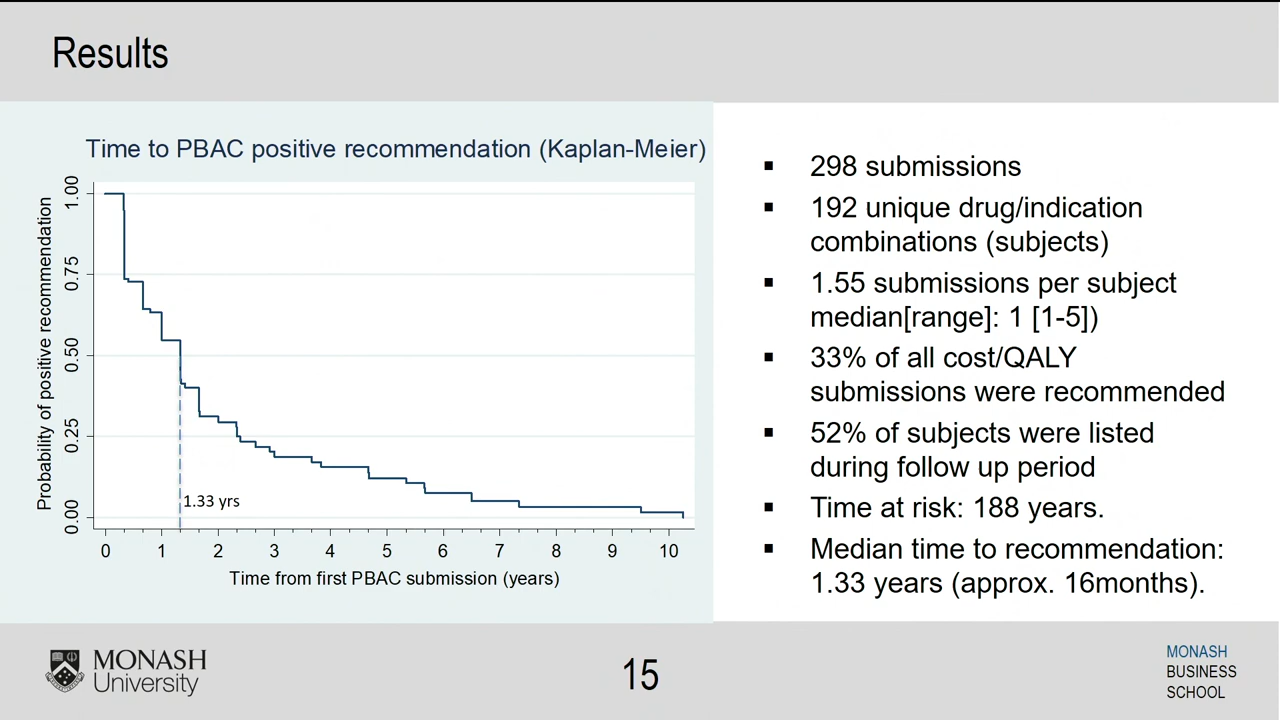 Results
Time to PBAC positive recommendation (Kaplan-Meier)
Probability of positive recommendation
1.00
0.75
0.50
0.25
0.00
1.33 yrs
0 1 2 3 4 5 6 7 8 9 10
Time from first PBAC submission (years)
▪ 298 submissions
▪ 192 unique drug/indication
combinations (subjects)
▪ 1.55 submissions per subject
median[range]: 1 [1-5])
▪ 33% of all cost/QALY
submissions were recommended
▪ 52% of subjects were listed
during follow up period
▪ Time at risk: 188 years.
▪ Median time to recommendation:
1.33 years (approx. 16months).
MONASH
University
15
MONASH
BUSINESS
SCHOOL